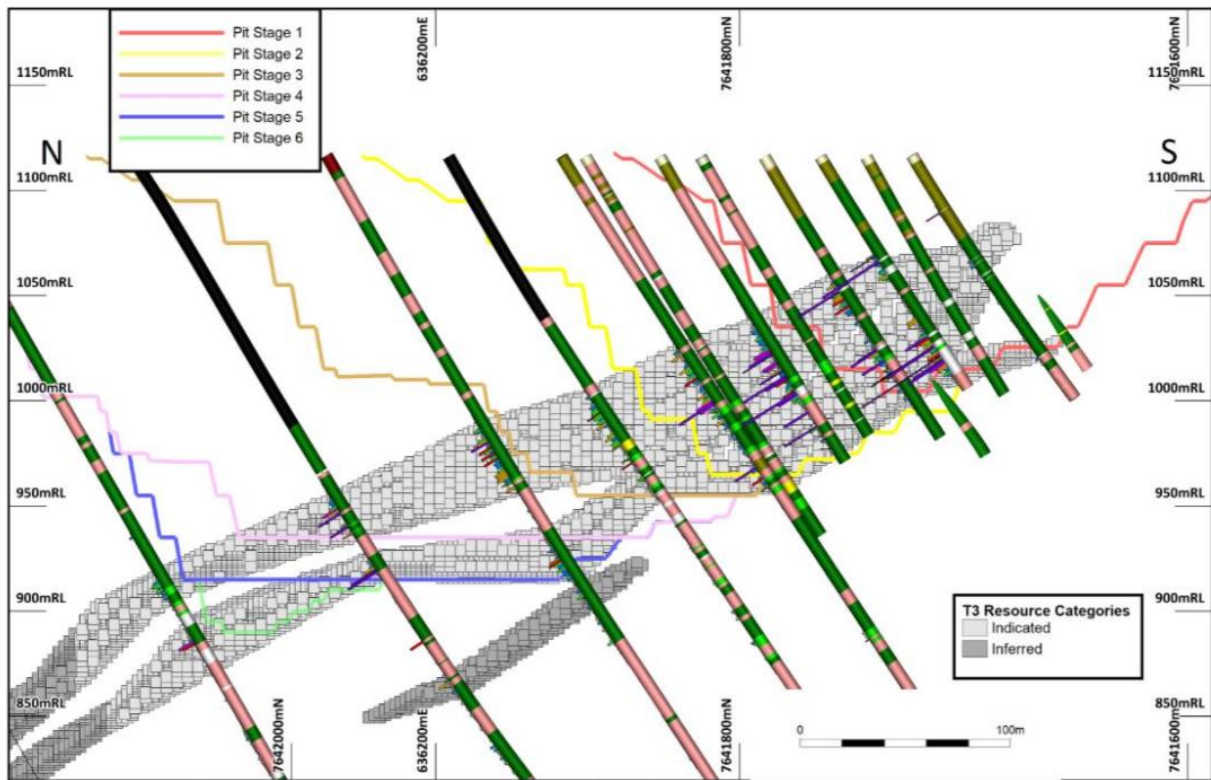 Pit Stage 1
Pit Stage 2
Pit Stage 3
Pit Stage 4
Pit Stage 5
Pit Stage 6
636200mE
7641800mN
7641600mN
1150mRL
1150mRL
N
S
1100mRL
1100mRL
1050mRL
1050mRL
1000mRL
1000mRL
950mRL
950mRL
900mRL
900mRL
T3 Resource Categories
Indicated
Inferred
850mRL
850mRL
7642000mN
636200mE
7641800mN
7641600mN
0
100m